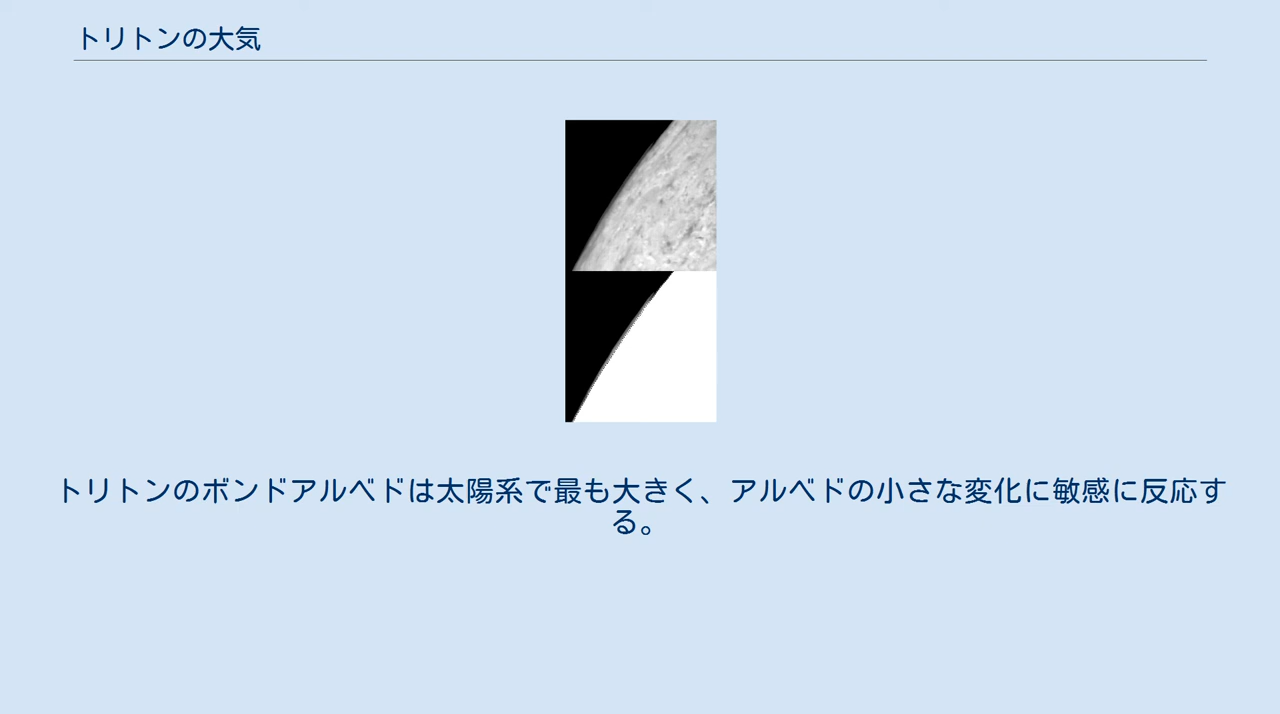 トリトンの大気
トリトンのボンドアルベドは太陽系で最も大きく、アルベドの小さな変化に敏感に反応す
る。